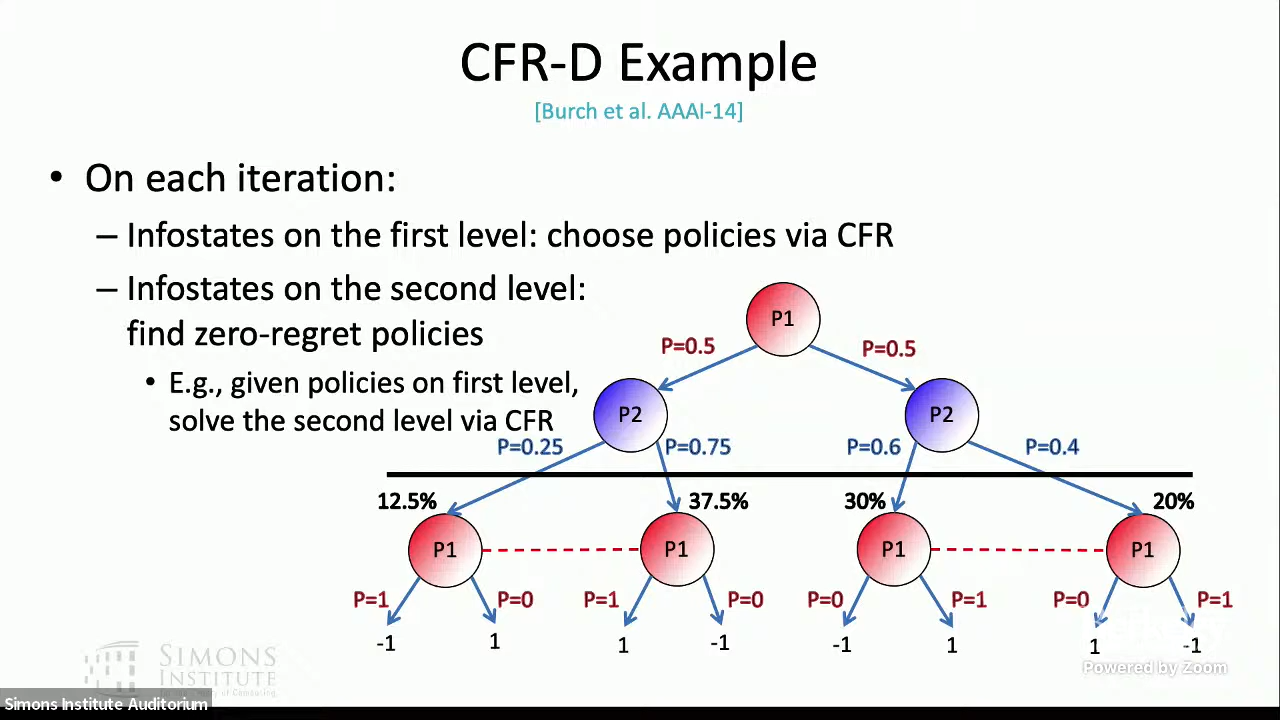 CFR-D Example
[Burch et al. AAAI-14]
• On each iteration:
– Infostates on the first level: choose policies via CFR
– Infostates on the second level:
find zero-regret policies
• E.g., given policies on first level,
solve the second level via CFR
P1
P=0.5 P=0.5
P2 P2
P=0.25 P=0.75 P=0.6 P=0.4
12.5% 37.5% 30% 20%
P1 P1 P1 P1
P=1 P=0 P=1 P=0 P=0 P=1 P=0 P=1
-1 1 1 -1 -1 1 1 -1
SIMONS
INSTITUTE
Powered by Zoom
Simons Institute Auditorium